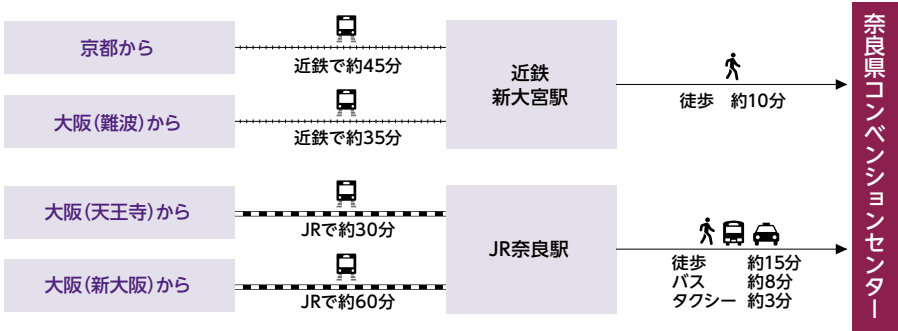 京都から
近鉄で約45分
大阪(難波)から
近鉄で約35分
近鉄
新大宮駅
徒歩 約10分
大阪(天王寺)から
JRで約30分
大阪(新大阪)から
JRで約60分
JR奈良駅
徒歩 約15分
バス 約8分
タクシー 約3分
奈良県コンベンションセンター